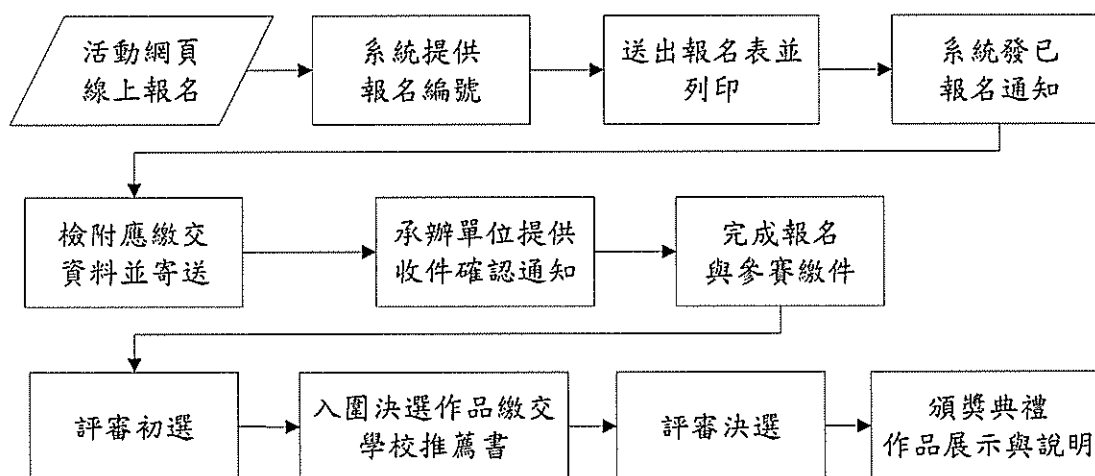 活動網頁
線上報名
系統提供
報名編號
送出報名表並
列印
系統發已
報名通知
檢附應繳交
資料並寄送
承辦單位提供
收件確認通知
完成報名
與參賽繳件
評審初選
入圍決選作品繳交
學校推薦書
評審決選
頒獎典禮
作品展示與說明